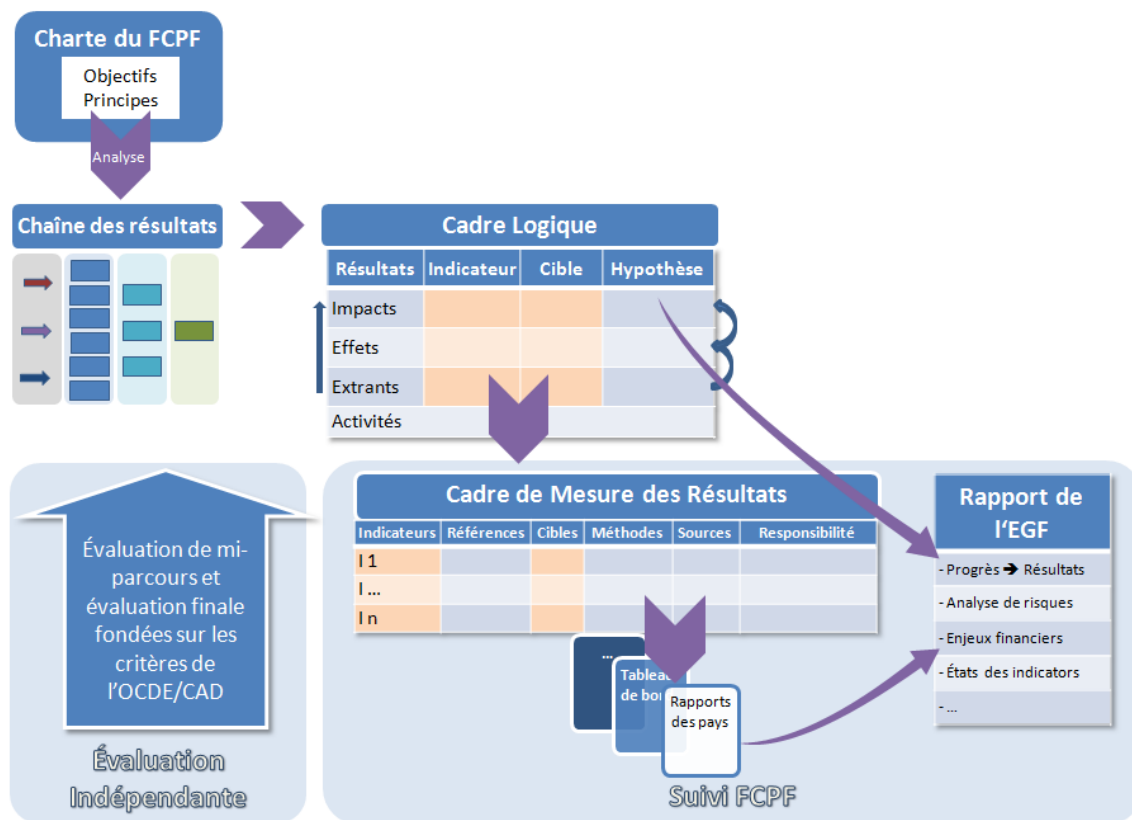 Charte du FCPF
Objectifs
Principes
Analyse
Chaîne des résultats
Cadre Logique
Résultats Indicateur Cible Hypothèse
Impacts
Effets
Extrants
Activités
Évaluation de mi-
parcours et
évaluation finale
fondées sur les
critères de
l'OCDE/CAD
Évaluation
Indépendante
Cadre de Mesure des Résultats
Indicateurs Références Cibles Méthodes Sources Responsibilité
I 1
I ...
I n
...
Tableau
de bor
Rapports
des pays
Suivi FCPF
Rapport de
l‘EGF
- Progrès ➔ Résultats
- Analyse de risques
- Enjeux financiers
- États des indicators
- ...